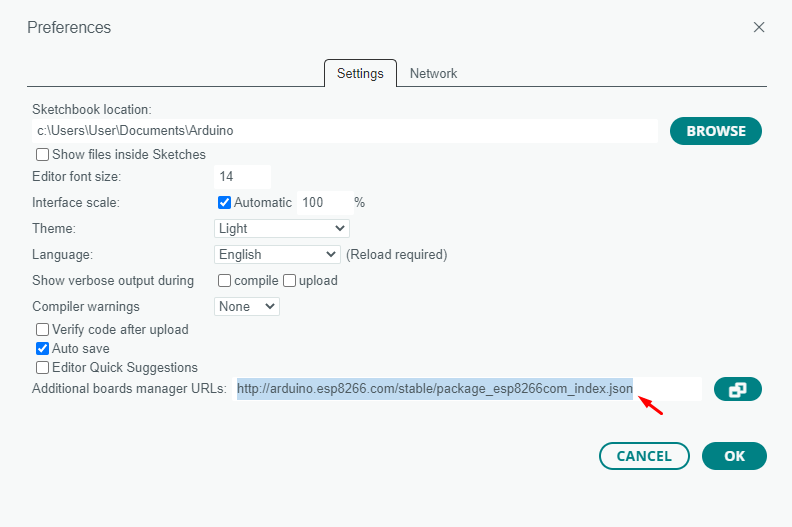 Preferences
Settings Network
Sketchbook location:
c:\Users\User\Documents\Arduino BROWSE
Show files inside Sketches
Editor font size: 14
Interface scale: Automatic 100 %
Theme: Light
Language: English (Reload required)
Show verbose output during compile upload
Compiler warnings None
Verify code after upload
Auto save
Editor Quick Suggestions
Additional boards manager URLs: http://arduino.esp8266.com/stable/package_esp8266com_index.json
CANCEL OK